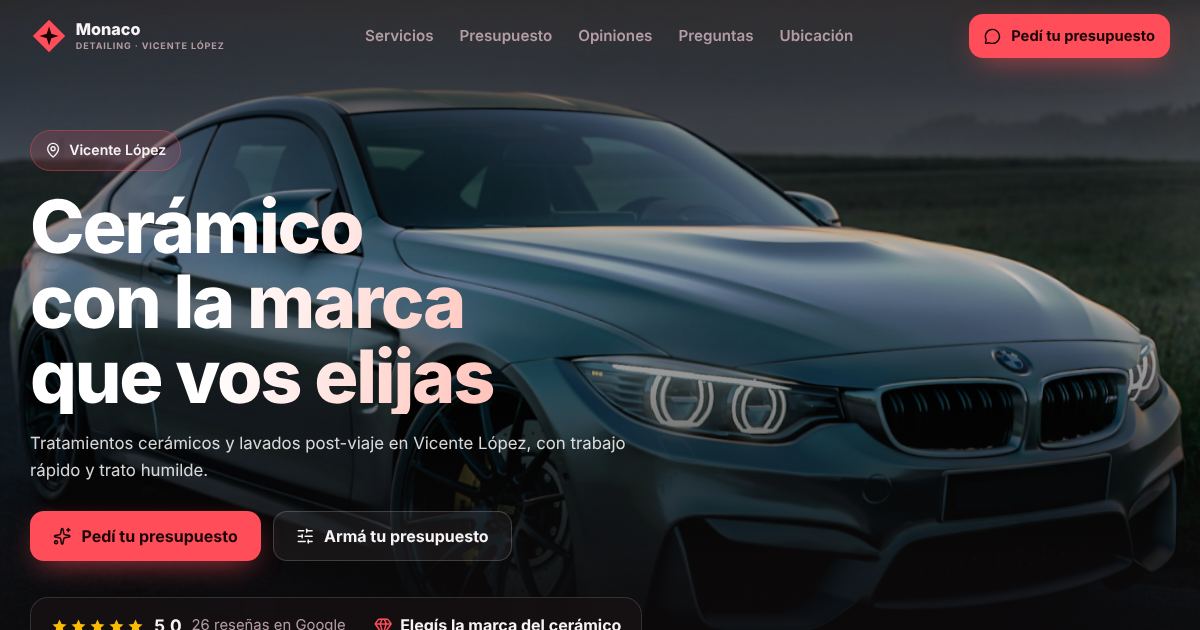 Monaco
DETAILING · VICENTE LÓPEZ
Servicios
Presupuesto
Opiniones
Preguntas
Ubicación
Pedí tu presupuesto
Vicente López
Cerámico
con la marca
que vos elijas
Tratamientos cerámicos y lavados post-viaje en Vicente López, con trabajo
rápido y trato humilde.
Pedí tu presupuesto
Armá tu presupuesto
5,0 26 reseñas en Google
Elegís la marca del cerámico